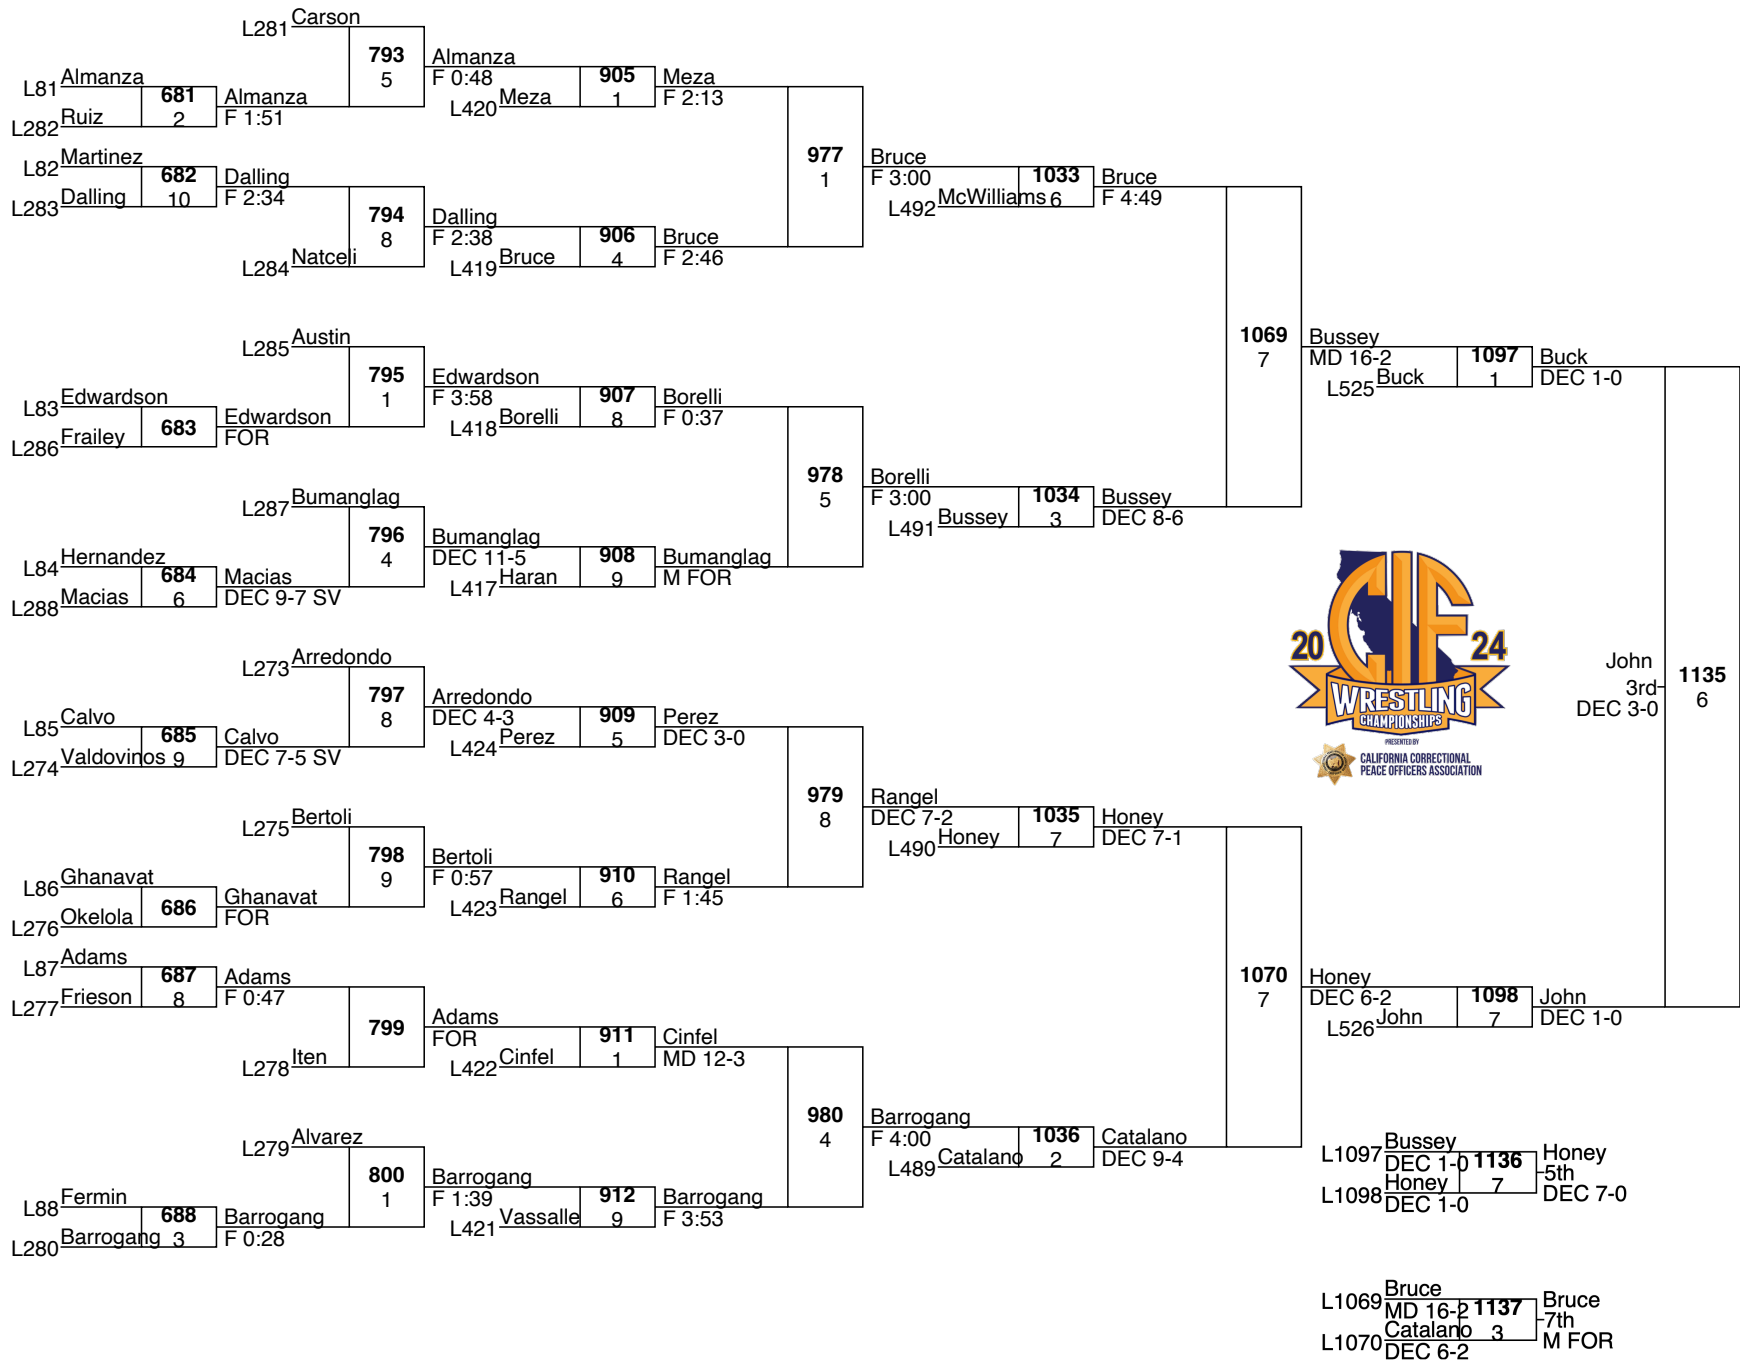 L281 Carson
793
5
Almanza
F 0:48
L81 Almanza
681
2
L282 Ruiz
Almanza
F 1:51
905
1
L420 Meza
Meza
F 2:13
L82 Martinez
682
10
L283 Dalling
Dalling
F 2:34
794
8
L284 Natceli
Dalling
F 2:38
906
4
L419 Bruce
Bruce
F 2:46
977
1
Bruce
F 3:00
1033
6
L492 McWilliams
Bruce
F 4:49
L285 Austin
795
1
Edwardson
F 3:58
L83 Edwardson
683
L286 Frailey
Edwardson
FOR
907
8
L418 Borelli
Borelli
F 0:37
L287 Bumanglag
796
4
Bumanglag
DEC 11-5
L84 Hernandez
684
6
L288 Macias
Macias
DEC 9-7 SV
908
9
L417 Haran
Bumanglag
M FOR
978
5
Borelli
F 3:00
1034
3
L491 Bussey
Bussey
DEC 8-6
1069
7
Bussey
MD 16-2
1097
1
L525 Buck
Buck
DEC 1-0
L273 Arredondo
797
8
Arredondo
DEC 4-3
L85 Calvo
685
9
L274 Valdovinos
Calvo
DEC 7-5 SV
909
5
L424 Perez
Perez
DEC 3-0
L275 Bertoli
798
9
Bertoli
F 0:57
L86 Ghanavat
686
L276 Okelola
Ghanavat
FOR
910
6
L423 Rangel
Rangel
F 1:45
979
8
Rangel
DEC 7-2
1035
7
L490 Honey
Honey
DEC 7-1
L87 Adams
687
8
L277 Frieson
Adams
F 0:47
799
L278 Iten
Adams
FOR
911
1
L422 Cinfel
Cinfel
MD 12-3
L279 Alvarez
800
1
Barrogang
F 1:39
L88 Fermin
688
3
L280 Barrogang
Barrogang
F 0:28
912
9
L421 Vassalle
Barrogang
F 3:53
980
4
Barrogang
F 4:00
1036
2
L489 Catalano
Catalano
DEC 9-4
1070
7
Honey
DEC 6-2
1098
7
L526 John
John
DEC 1-0
20 CIF 24
WRESTLING
CHAMPIONSHIPS
PRESENTED BY
CALIFORNIA CORRECTIONAL
PEACE OFFICERS ASSOCIATION
John
3rd
DEC 3-0
1135
6
L1097 Bussey
DEC 1-0
1136
7
L1098 Honey
DEC 1-0
Honey
5th
DEC 7-0
L1069 Bruce
MD 16-2
1137
3
L1070 Catalano
DEC 6-2
Bruce
7th
M FOR